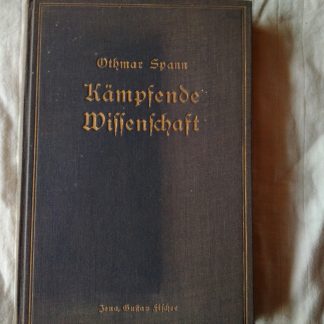 Othmar Spann
Kämpfende
Wissenschaft
Jena, Gustav Fischer